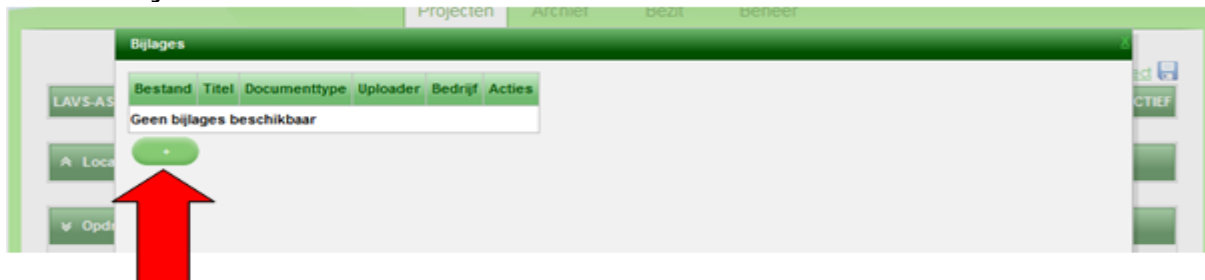 Projecten Archief Bezit Beheer
Bijlages
ect
LAVS-AS
CTIEF
Bestand Titel Documenttype Uploader Bedrijf Acties
Geen bijlages beschikbaar
+
Loca
Opdr